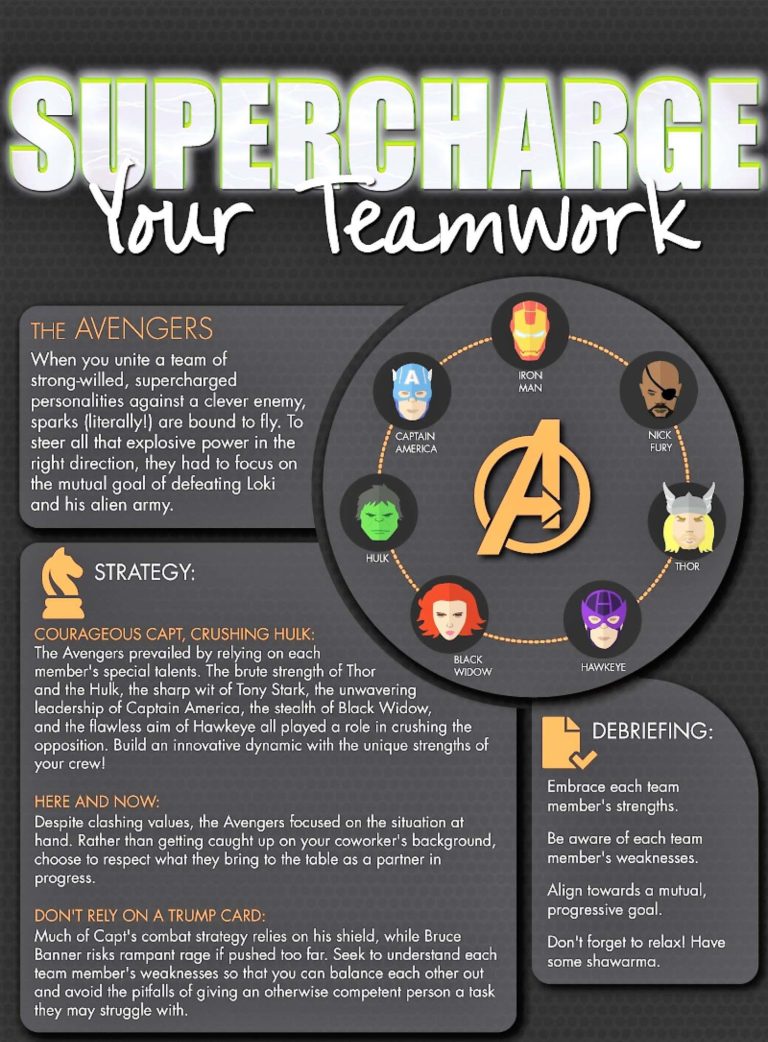 SUPERCHARGE
Your Teamwork
THE AVENGERS
When you unite a team of
strong-willed, supercharged
personalities against a clever enemy,
sparks (literally!) are bound to fly. To
steer all that explosive power in the
right direction, they had to focus on
the mutual goal of defeating Loki
and his alien army.
IRON
MAN
CAPTAIN
AMERICA
NICK
FURY
HULK
THOR
BLACK
WIDOW
HAWKEYE
STRATEGY:
COURAGEOUS CAPT, CRUSHING HULK:
The Avengers prevailed by relying on each
member's special talents. The brute strength of Thor
and the Hulk, the sharp wit of Tony Stark, the unwavering
leadership of Captain America, the stealth of Black Widow,
and the flawless aim of Hawkeye all played a role in crushing the
opposition. Build an innovative dynamic with the unique strengths of
your crew!
HERE AND NOW:
Despite clashing values, the Avengers focused on the situation at
hand. Rather than getting caught up on your coworker's background,
choose to respect what they bring to the table as a partner in
progress.
DON'T RELY ON A TRUMP CARD:
Much of Capt's combat strategy relies on his shield, while Bruce
Banner risks rampant rage if pushed too far. Seek to understand each
team member's weaknesses so that you can balance each other out
and avoid the pitfalls of giving an otherwise competent person a task
they may struggle with.
DEBRIEFING:
Embrace each team
member's strengths.
Be aware of each team
member's weaknesses.
Align towards a mutual,
progressive goal.
Don't forget to relax! Have
some shawarma.